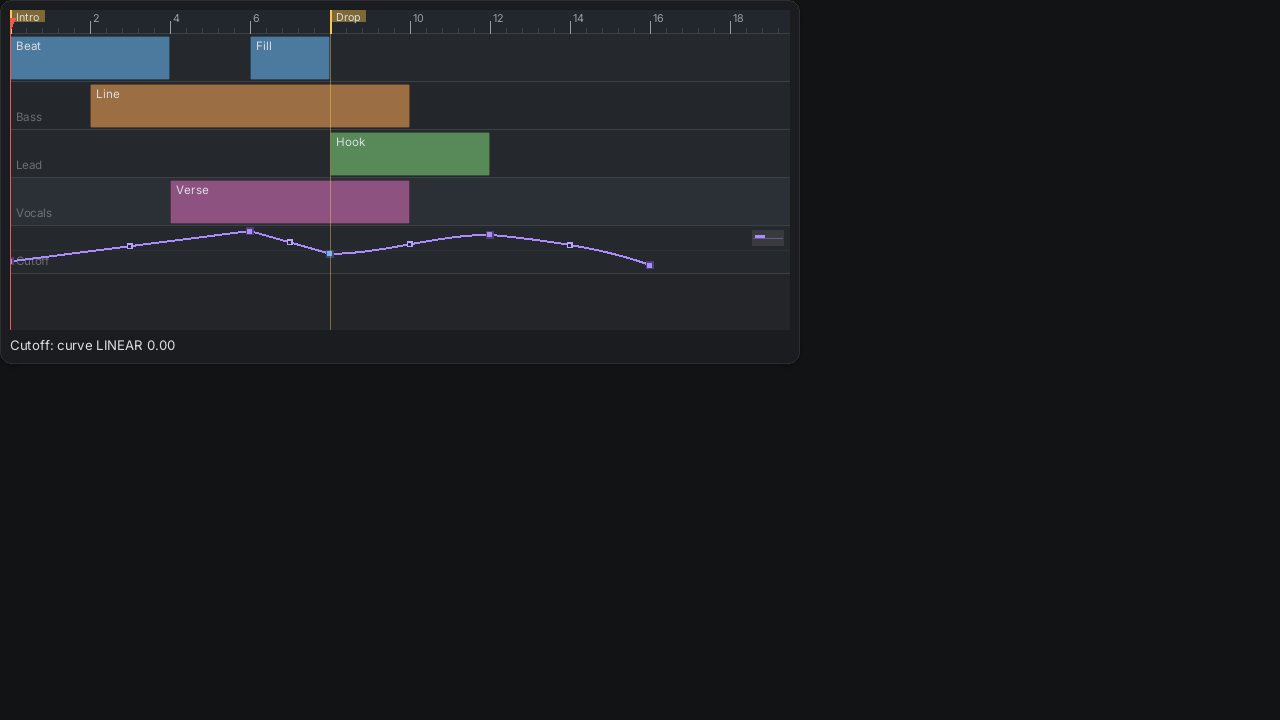 Intro 2 4 6 Drop 10 12 14 16 18
Beat Fill
Line
Bass
Hook
Lead
Verse
Vocals
Cutoff
Cutoff: curve LINEAR 0.00